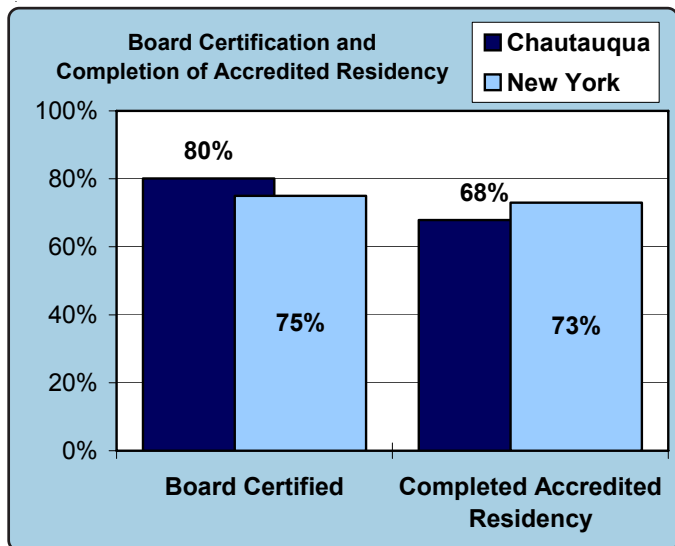 Board Certification and
Completion of Accredited Residency
Chautauqua
New York
100%
80%
60%
40%
20%
0%
80%
75%
68%
73%
Board Certified
Completed Accredited
Residency